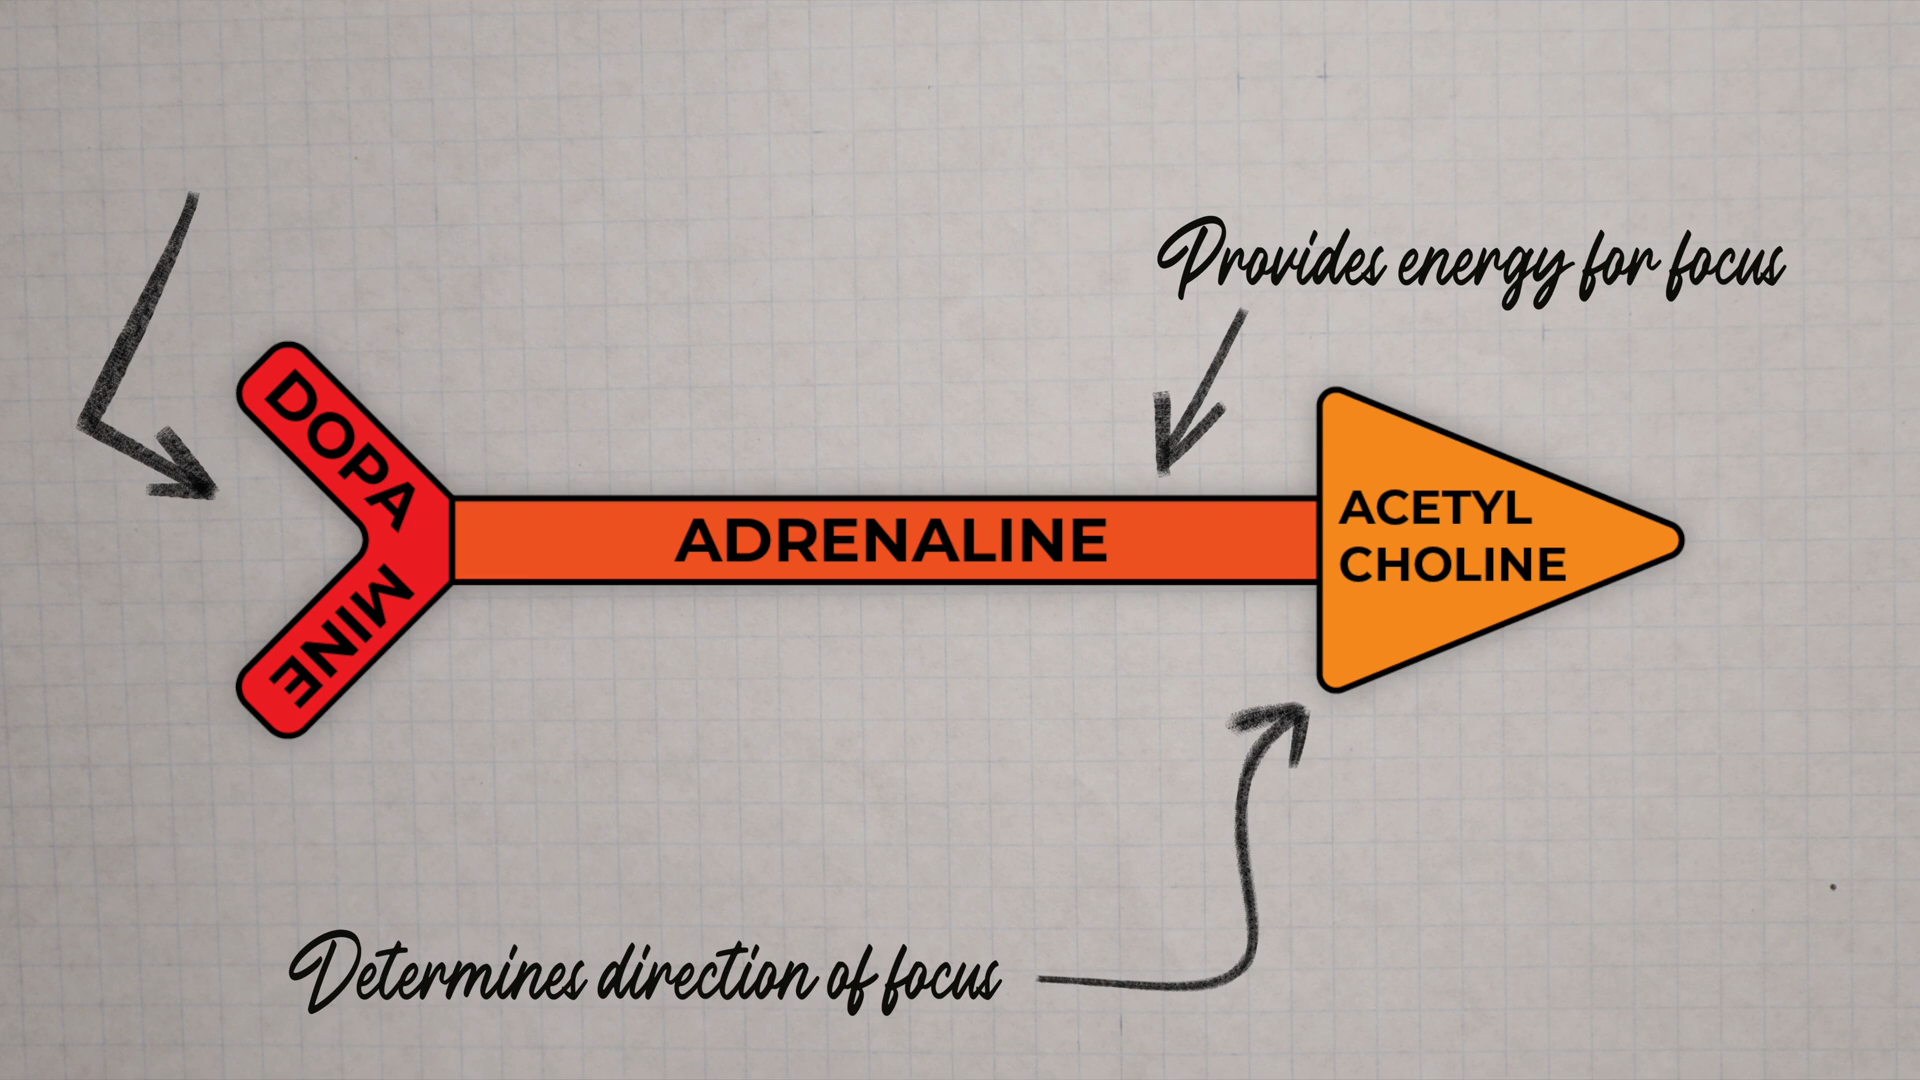 Provides energy for focus
DOPA
MINE
ADRENALINE
ACETYL
CHOLINE
Determines direction of focus